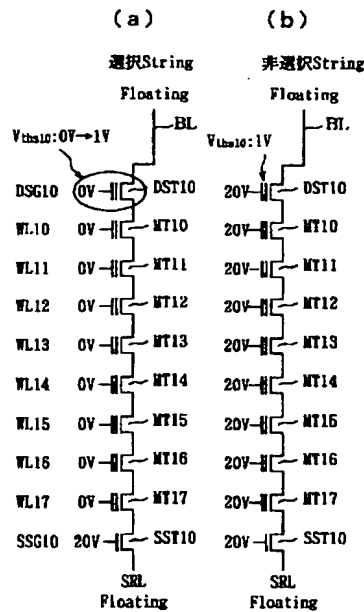 (a) (b)
選択String 非選択String
Floating Floating
BL BL
Vths10:0V→1V Vths10:1V
DSG10 0V DST10 20V DST10
WL10 0V MT10 20V MT10
WL11 0V MT11 20V MT11
WL12 0V MT12 20V MT12
WL13 0V MT13 20V MT13
WL14 0V MT14 20V MT14
WL15 0V MT15 20V MT15
WL16 0V MT16 20V MT16
WL17 0V MT17 20V MT17
SSG10 20V SST10 20V SST10
SRL SRL
Floating Floating